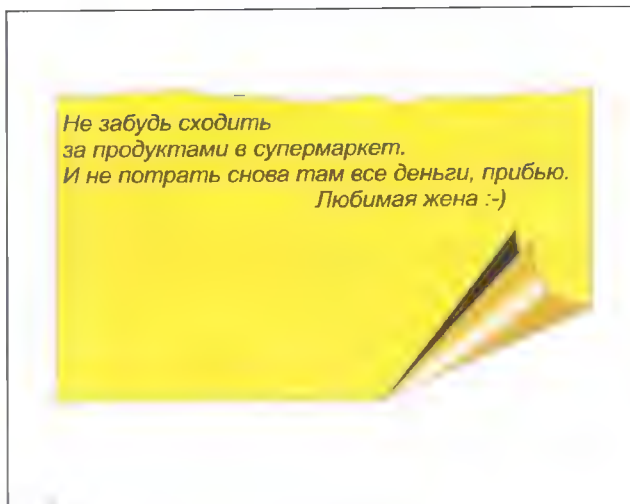 Не забудь сходить
за продуктами в супермаркет.
И не потрать снова там все деньги, прибью.
Любимая жена :-)